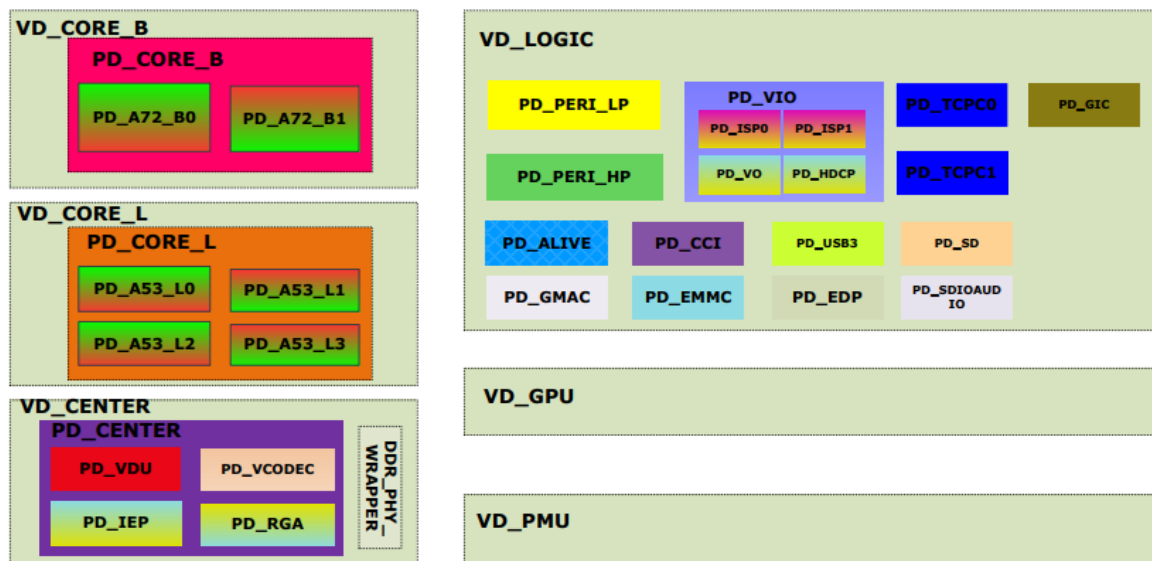 VD_CORE_B
PD_CORE_B
PD_A72_B0
PD_A72_B1
VD_CORE_L
PD_CORE_L
PD_A53_L0
PD_A53_L1
PD_A53_L2
PD_A53_L3
VD_CENTER
PD_CENTER
PD_VDU
PD_VCODEC
PD_IEP
PD_RGA
DDR_PHY_
WRAPPER
VD_LOGIC
PD_PERI_LP
PD_VIO
PD_ISP0
PD_ISP1
PD_VO
PD_HDCP
PD_TCPC0
PD_GIC
PD_PERI_HP
PD_TCPC1
PD_ALIVE
PD_CCI
PD_USB3
PD_SD
PD_GMAC
PD_EMMC
PD_EDP
PD_SDIOAUD
IO
VD_GPU
VD_PMU